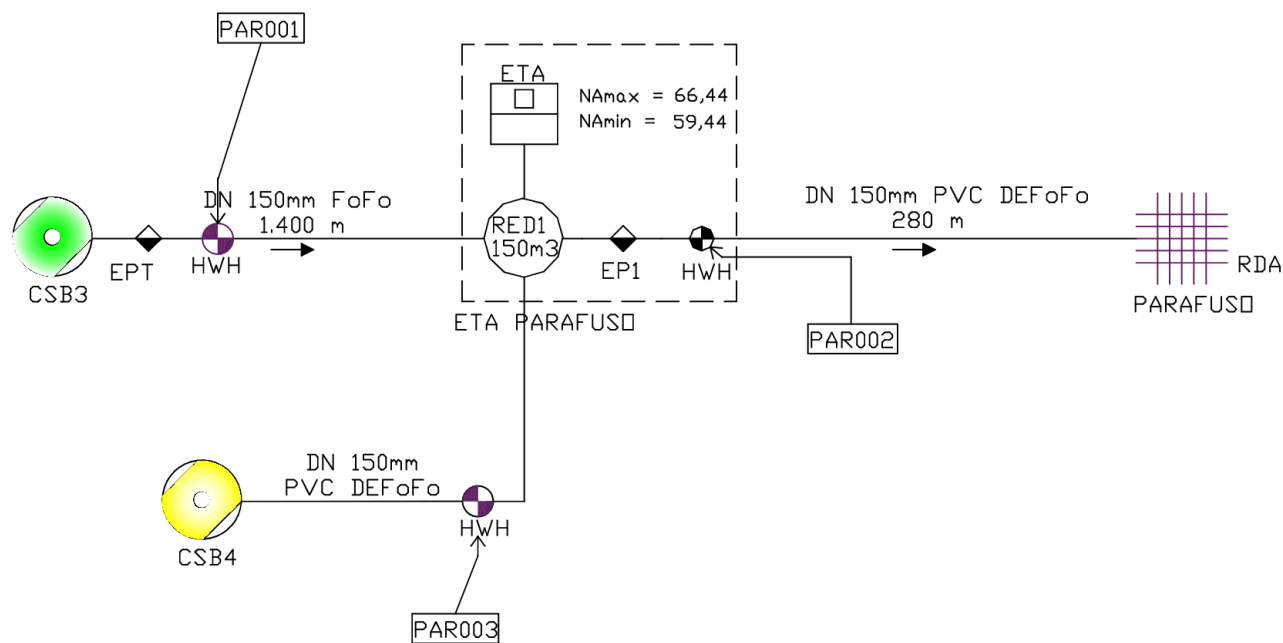 PAR001
ETA
NAmax = 66,44
NAmin = 59,44
DN 150mm FoFo
1.400 m
DN 150mm PVC DEFoFo
280 m
RED1
150m3
EPT
HWH
EP1
HWH
CSB3
RDA
PARAFUSO
ETA PARAFUSO
PAR002
DN 150mm
PVC DEFoFo
HWH
CSB4
PAR003